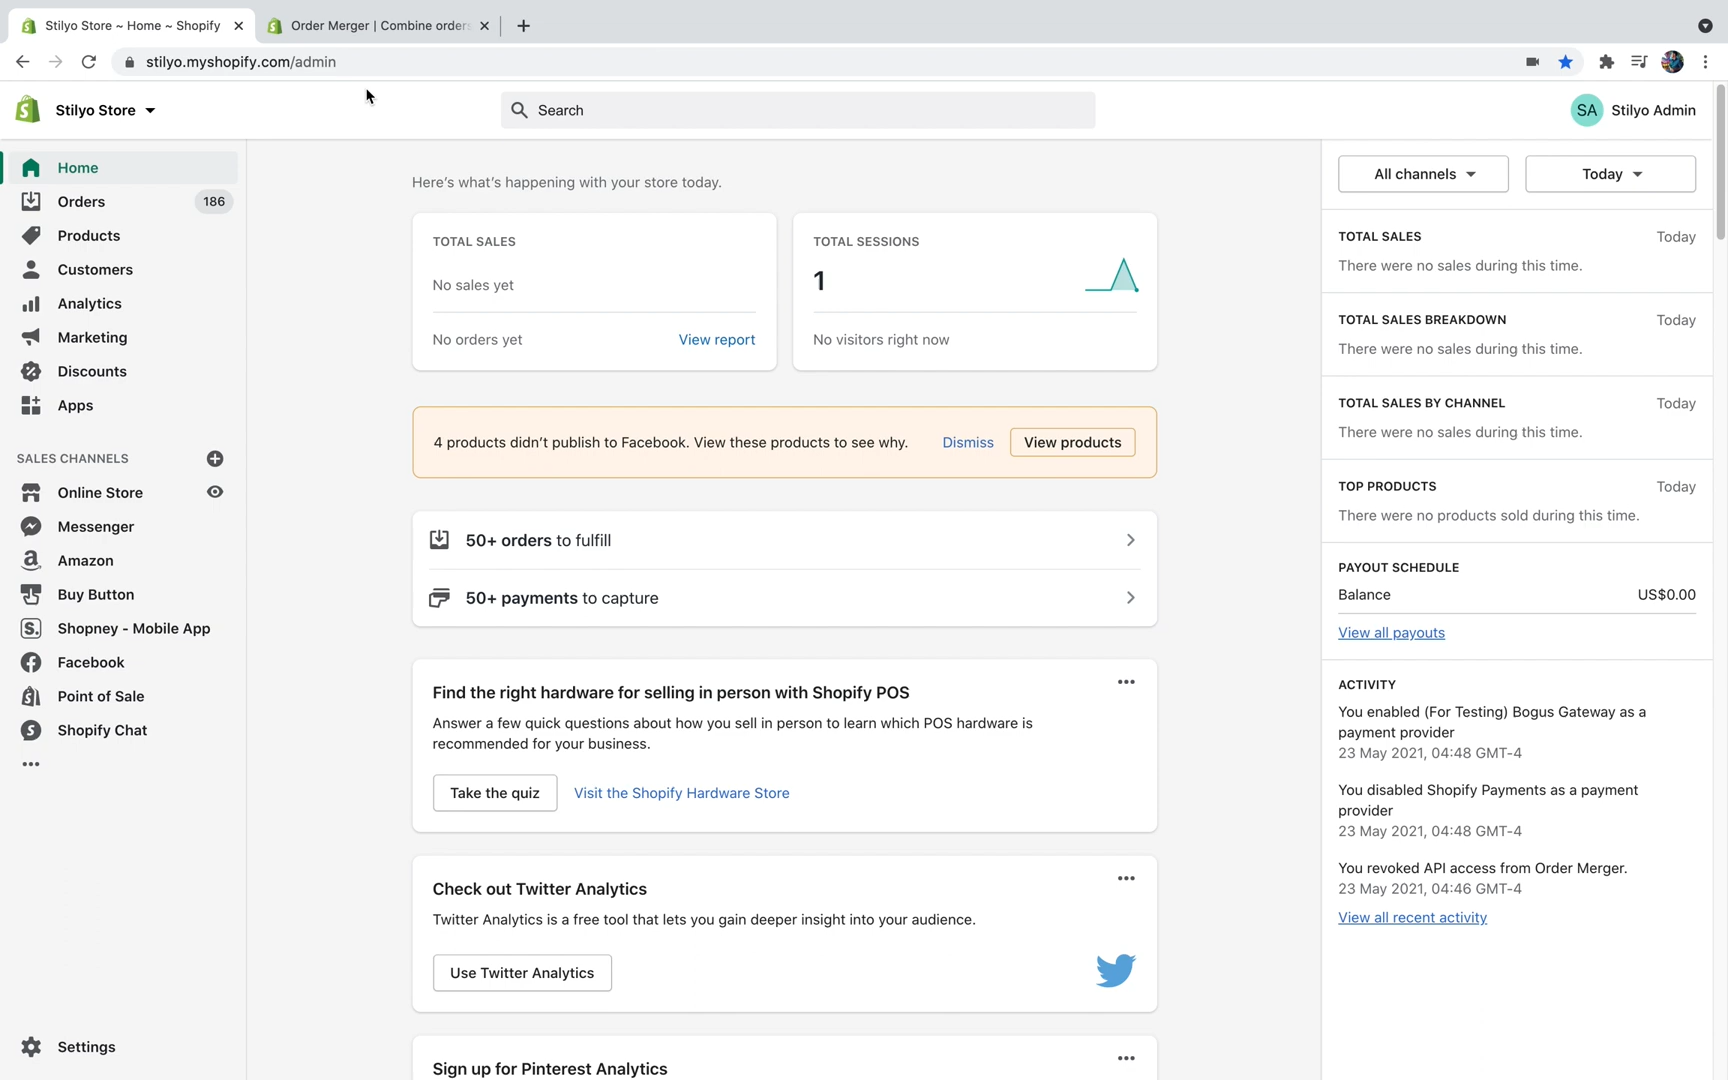 Stilyo Store ~ Home ~ Shopify
Order Merger | Combine orders
stilyo.myshopify.com/admin
Stilyo Store
Search
SA
Stilyo Admin
Home
Orders
186
Products
Customers
Analytics
Marketing
Discounts
Apps
SALES CHANNELS
Online Store
Messenger
Amazon
Buy Button
Shopney - Mobile App
Facebook
Point of Sale
Shopify Chat
Settings
Here's what's happening with your store today.
TOTAL SALES
No sales yet
No orders yet
View report
TOTAL SESSIONS
1
No visitors right now
4 products didn't publish to Facebook. View these products to see why.
Dismiss
View products
50+ orders to fulfill
50+ payments to capture
Find the right hardware for selling in person with Shopify POS
Answer a few quick questions about how you sell in person to learn which POS hardware is
recommended for your business.
Take the quiz
Visit the Shopify Hardware Store
Check out Twitter Analytics
Twitter Analytics is a free tool that lets you gain deeper insight into your audience.
Use Twitter Analytics
Sign up for Pinterest Analytics
All channels
Today
TOTAL SALES
Today
There were no sales during this time.
TOTAL SALES BREAKDOWN
Today
There were no sales during this time.
TOTAL SALES BY CHANNEL
Today
There were no sales during this time.
TOP PRODUCTS
Today
There were no products sold during this time.
PAYOUT SCHEDULE
Balance
US$0.00
View all payouts
ACTIVITY
You enabled (For Testing) Bogus Gateway as a
payment provider
23 May 2021, 04:48 GMT-4
You disabled Shopify Payments as a payment
provider
23 May 2021, 04:48 GMT-4
You revoked API access from Order Merger.
23 May 2021, 04:46 GMT-4
View all recent activity